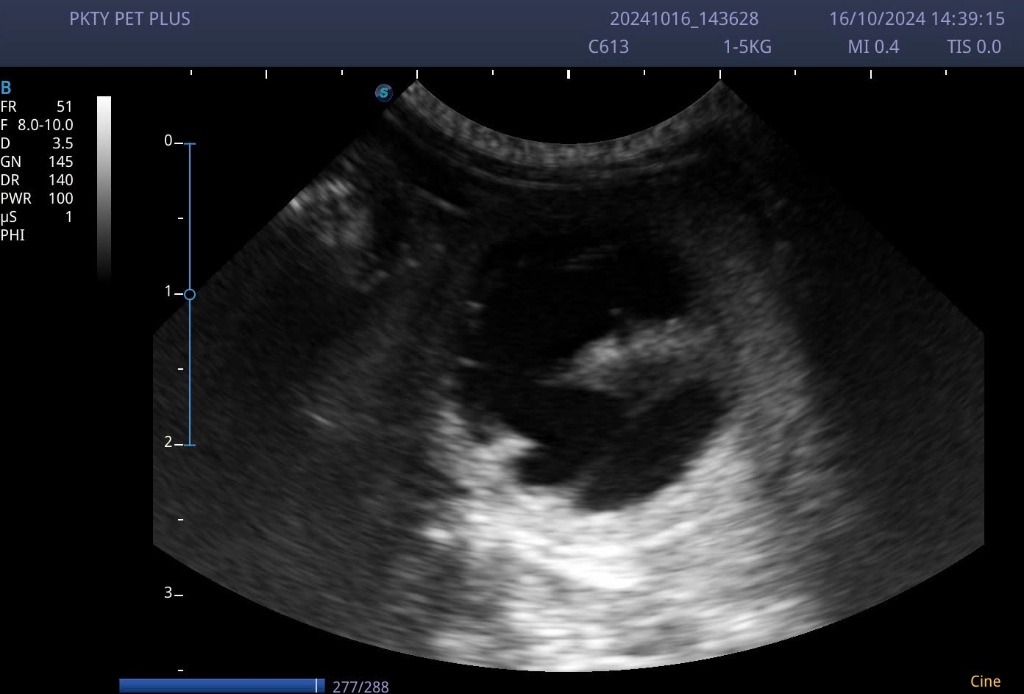 PKTY PET PLUS
20241016_143628
16/10/2024 14:39:15
C613
1-5KG
MI 0.4
TIS 0.0
B
FR 51
F 8.0-10.0
D 3.5
GN 145
DR 140
PWR 100
µS 1
PHI
S
0
1
2
3
277/288
Cine